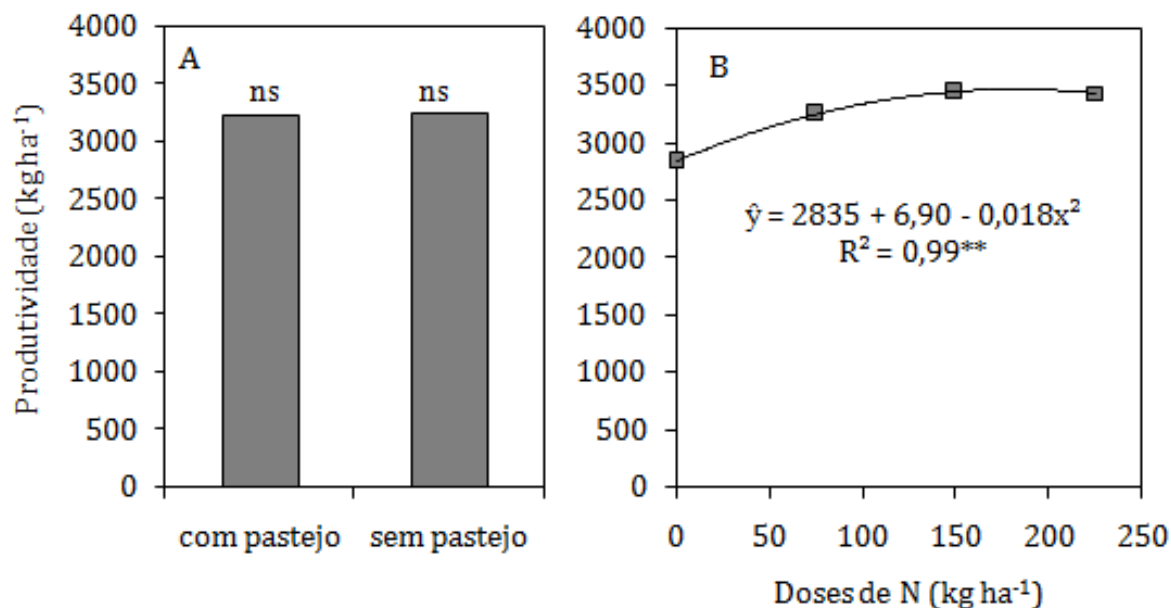 A
Produtividade (kg ha⁻¹)
4000
3500
3000
2500
2000
1500
1000
500
0
ns
ns
com pastejo
sem pastejo
B
4000
3500
3000
2500
2000
1500
1000
500
0
ŷ = 2835 + 6,90 - 0,018x²
R² = 0,99**
0 50 100 150 200 250
Doses de N (kg ha⁻¹)